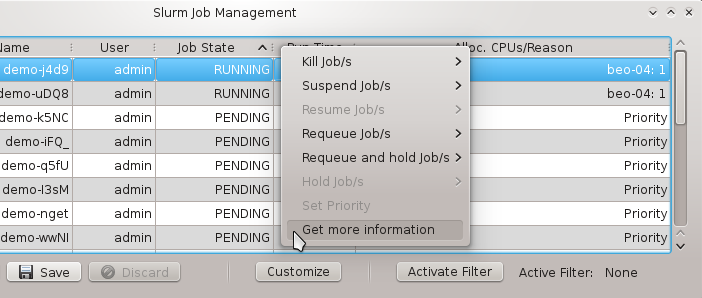 Slurm Job Management
Name User Job State Alloc. CPUs/Reason
demo-j4d9 admin RUNNING beo-04: 1
demo-uDQ8 admin RUNNING beo-04: 1
demo-k5NC admin PENDING Priority
demo-iFQ_ admin PENDING Priority
demo-q5fU admin PENDING Priority
demo-l3sM admin PENDING Priority
demo-nget admin PENDING Priority
demo-wwNI admin PENDING Priority
Kill Job/s
Suspend Job/s
Resume Job/s
Requeue Job/s
Requeue and hold Job/s
Hold Job/s
Set Priority
Get more information
Save Discard Customize Activate Filter Active Filter: None